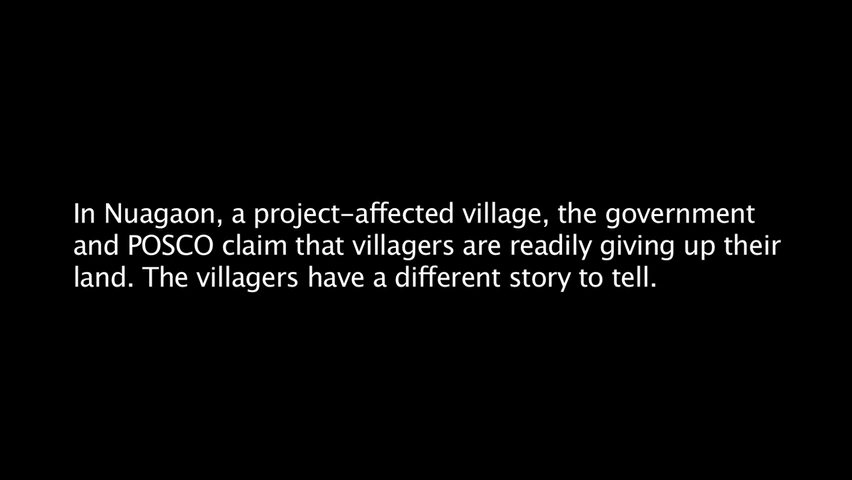 In Nuagaon, a project-affected village, the government
and POSCO claim that villagers are readily giving up their
land. The villagers have a different story to tell.